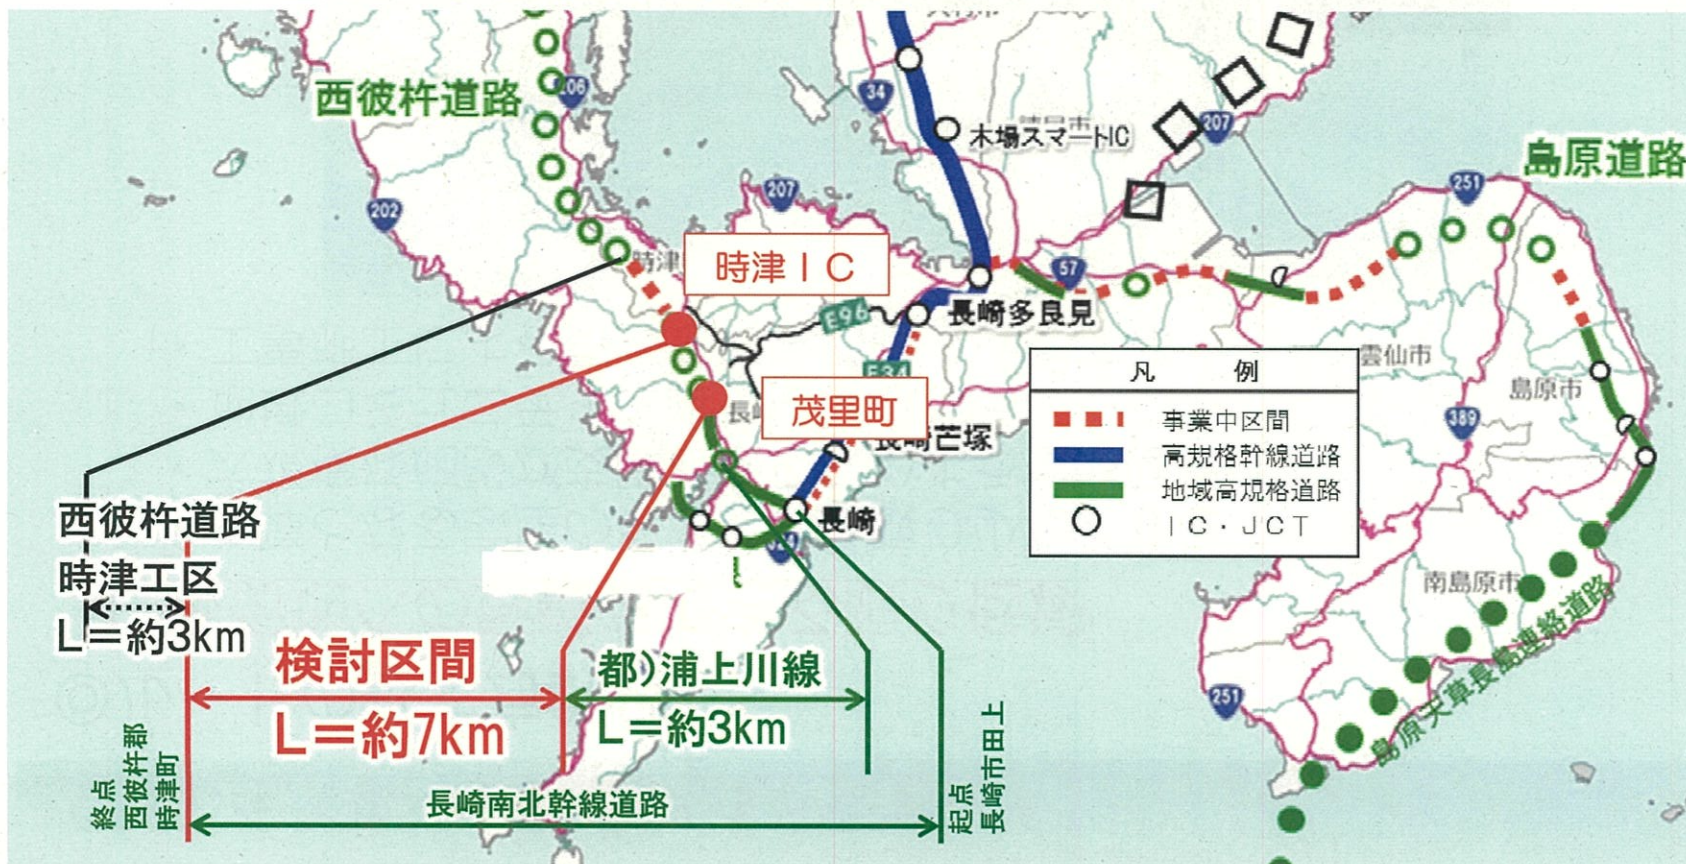 西彼杵道路
206
34
木場スマートIC
207
島原道路
251
207
202
時津
時津IC
57
長崎多良見
E96
E34
茂里町
長崎芒塚
長崎
凡　例
事業中区間
高規格幹線道路
地域高規格道路
IC・JCT
雲仙市
島原市
389
南島原市
島原天草長島連絡道路
251
西彼杵道路
時津工区
L=約3km
検討区間
L=約7km
都)浦上川線
L=約3km
終点
西彼杵郡
時津町
長崎南北幹線道路
起点
長崎市田上